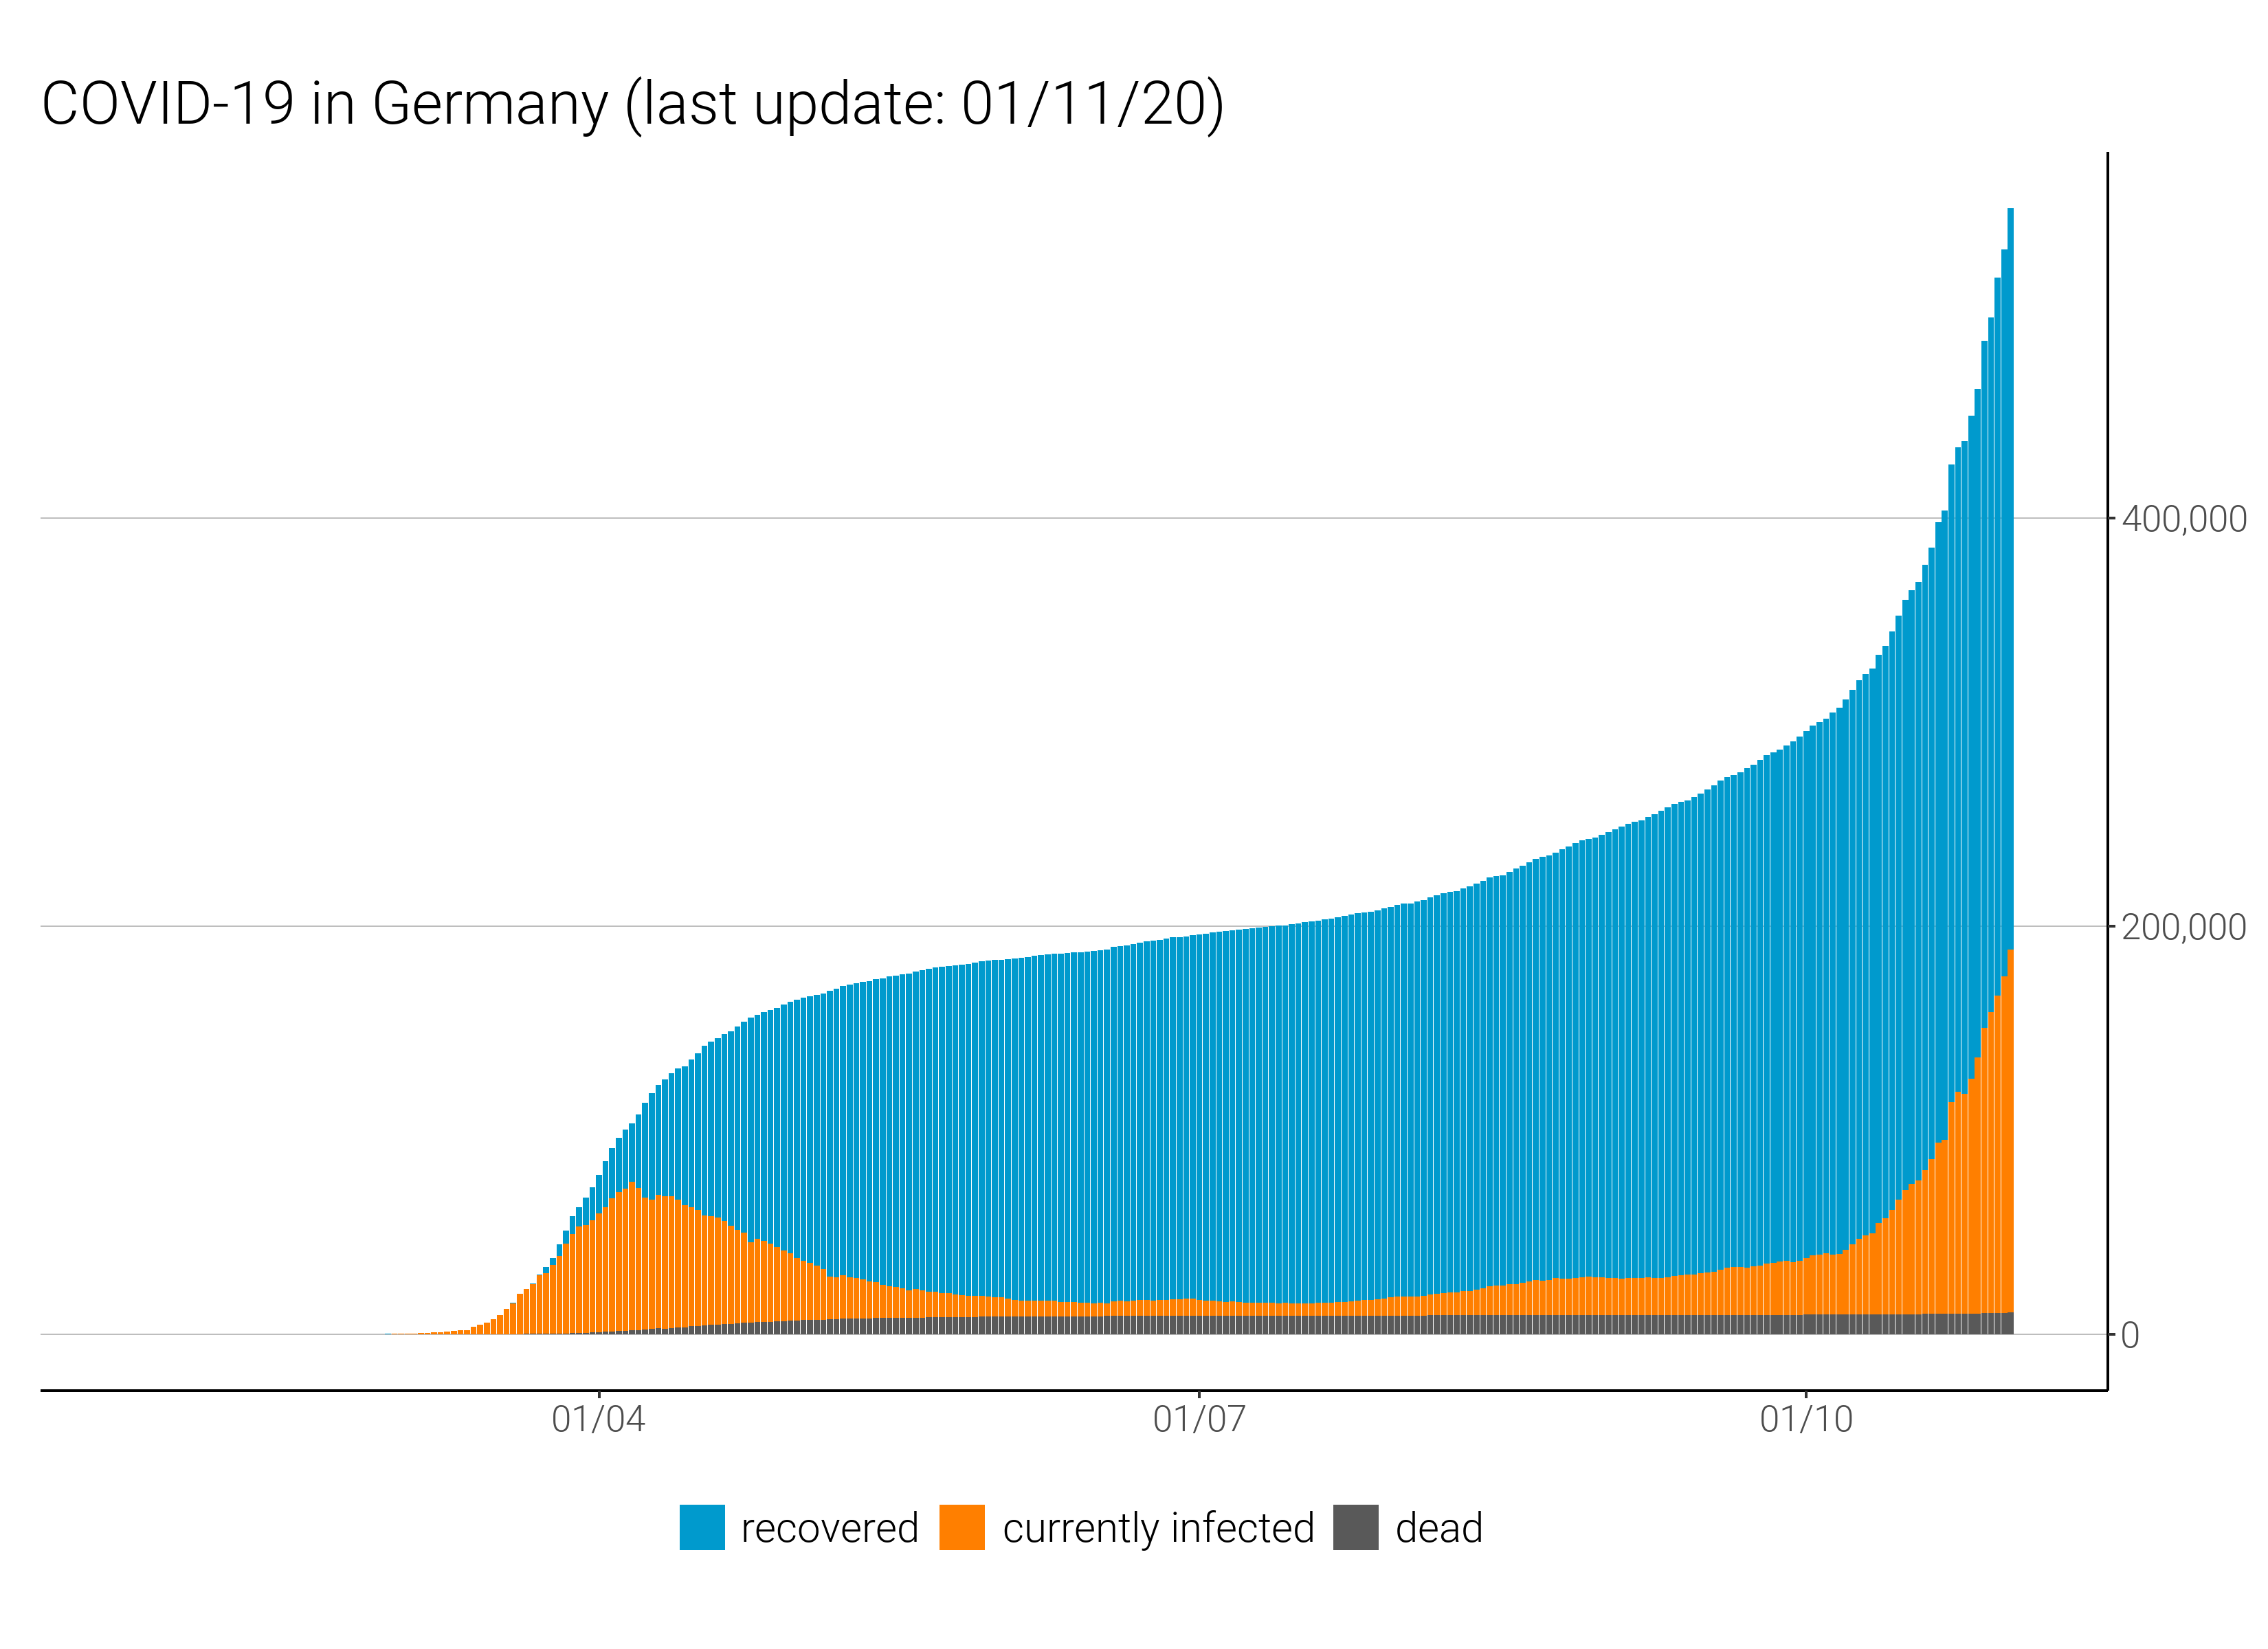 COVID-19 in Germany (last update: 01/11/20)
400,000
200,000
0
01/04 01/07 01/10
recovered currently infected dead